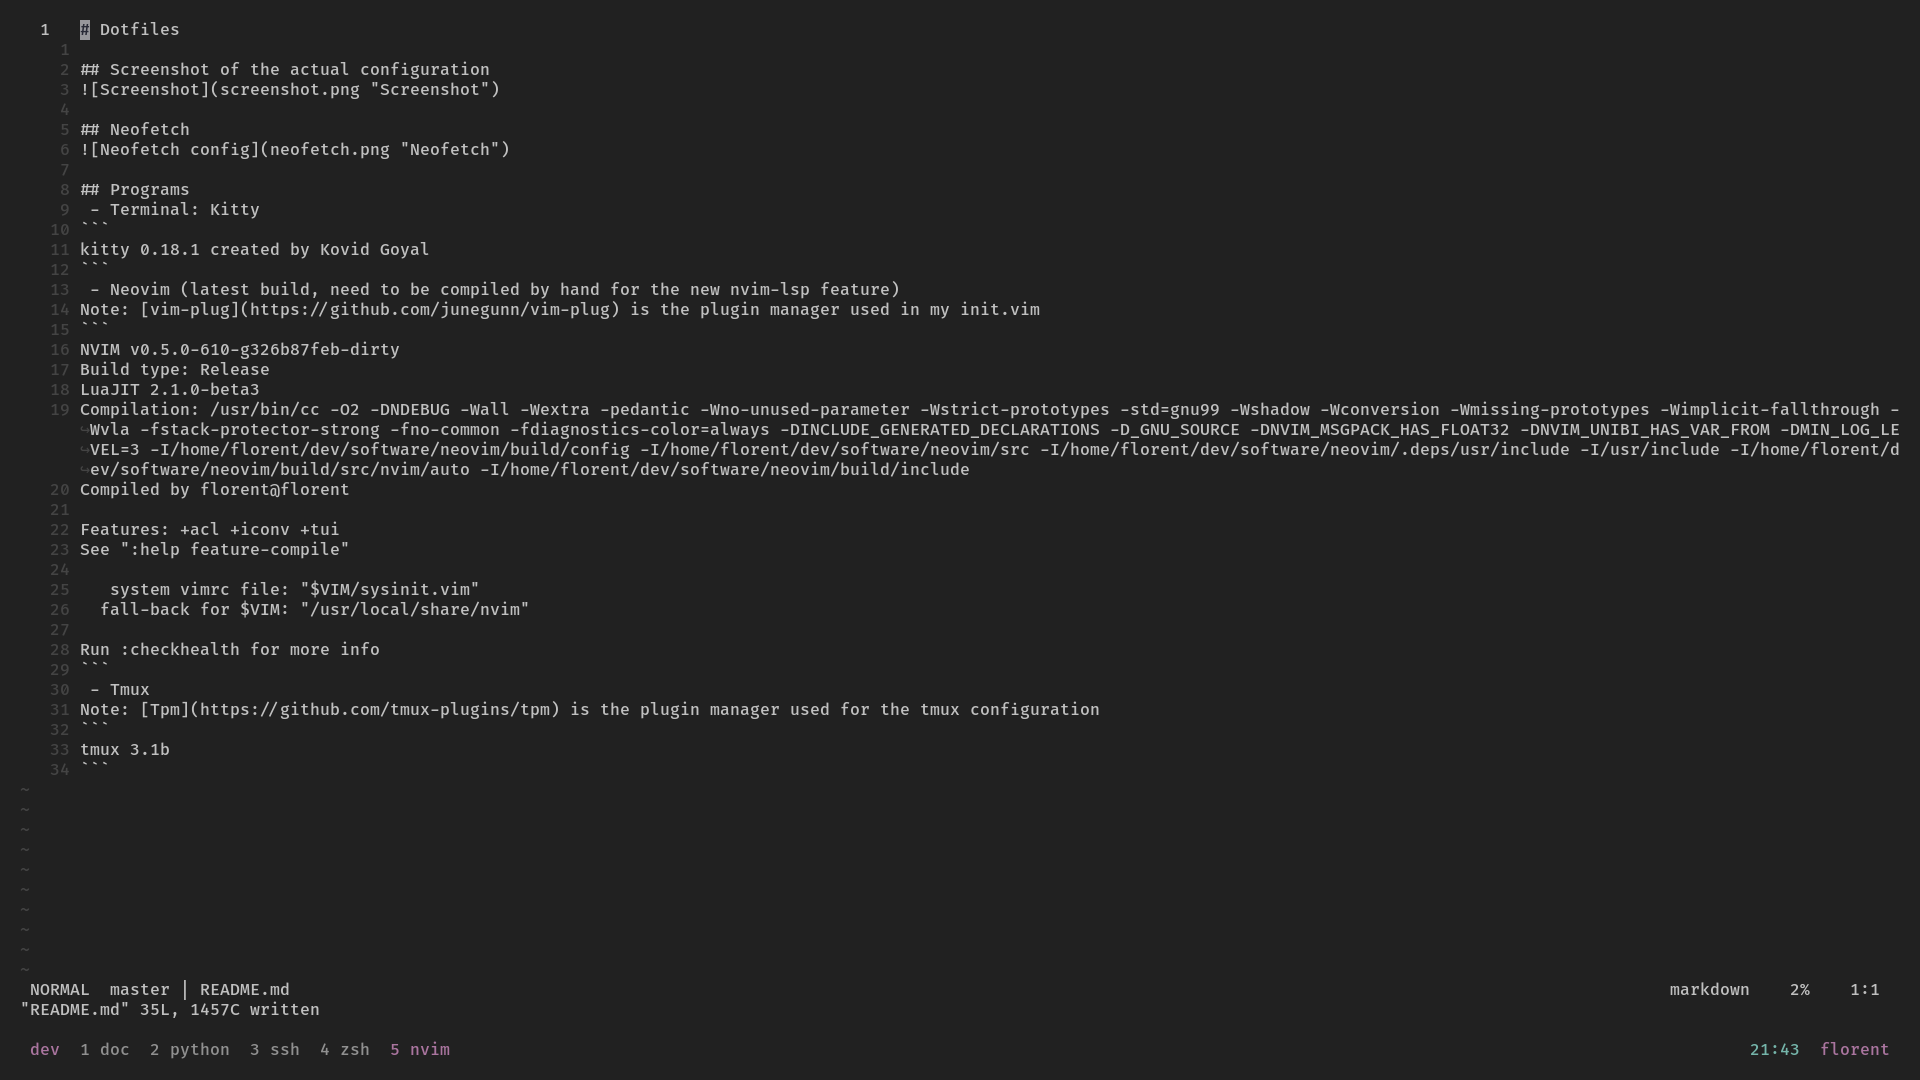 1 # Dotfiles
1
2 ## Screenshot of the actual configuration
3 ![Screenshot](screenshot.png "Screenshot")
4
5 ## Neofetch
6 ![Neofetch config](neofetch.png "Neofetch")
7
8 ## Programs
9  - Terminal: Kitty
10 ```
11 kitty 0.18.1 created by Kovid Goyal
12 ```
13  - Neovim (latest build, need to be compiled by hand for the new nvim-lsp feature)
14 Note: [vim-plug](https://github.com/junegunn/vim-plug) is the plugin manager used in my init.vim
15 ```
16 NVIM v0.5.0-610-g326b87feb-dirty
17 Build type: Release
18 LuaJIT 2.1.0-beta3
19 Compilation: /usr/bin/cc -O2 -DNDEBUG -Wall -Wextra -pedantic -Wno-unused-parameter -Wstrict-prototypes -std=gnu99 -Wshadow -Wconversion -Wmissing-prototypes -Wimplicit-fallthrough -
↪Wvla -fstack-protector-strong -fno-common -fdiagnostics-color=always -DINCLUDE_GENERATED_DECLARATIONS -D_GNU_SOURCE -DNVIM_MSGPACK_HAS_FLOAT32 -DNVIM_UNIBI_HAS_VAR_FROM -DMIN_LOG_LE
↪VEL=3 -I/home/florent/dev/software/neovim/build/config -I/home/florent/dev/software/neovim/src -I/home/florent/dev/software/neovim/.deps/usr/include -I/usr/include -I/home/florent/d
↪ev/software/neovim/build/src/nvim/auto -I/home/florent/dev/software/neovim/build/include
20 Compiled by florent@florent
21
22 Features: +acl +iconv +tui
23 See ":help feature-compile"
24
25    system vimrc file: "$VIM/sysinit.vim"
26   fall-back for $VIM: "/usr/local/share/nvim"
27
28 Run :checkhealth for more info
29 ```
30  - Tmux
31 Note: [Tpm](https://github.com/tmux-plugins/tpm) is the plugin manager used for the tmux configuration
32 ```
33 tmux 3.1b
34 ```
~
~
~
~
~
~
~
~
~
~
NORMAL  master | README.md markdown 2% 1:1
"README.md" 35L, 1457C written
dev 1 doc 2 python 3 ssh 4 zsh 5 nvim 21:43 florent